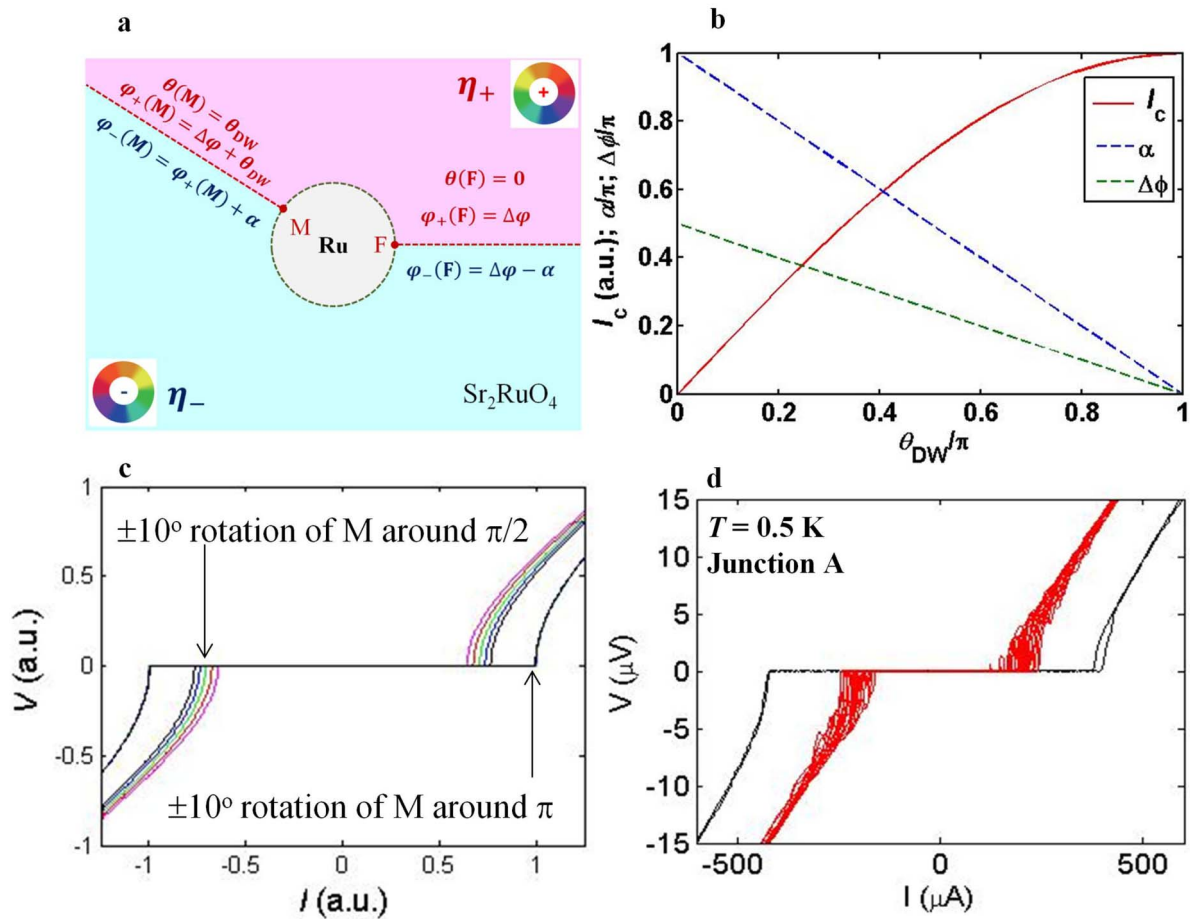 a
η+
+
θ(M) = θDW
φ+(M) = Δφ + θDW
φ−(M) = φ+(M) + α
M
Ru
F
θ(F) = 0
φ+(F) = Δφ
φ−(F) = Δφ − α
-
η−
Sr2RuO4
b
Ic (a.u.); α/π; Δϕ/π
1
0.8
0.6
0.4
0.2
0
Ic
α
Δϕ
0 0.2 0.4 0.6 0.8 1
θDW/π
c
V (a.u.)
1
0.5
0
-0.5
-1
±10° rotation of M around π/2
±10° rotation of M around π
-1 -0.5 0 0.5 1
I (a.u.)
d
V (μV)
15
10
5
0
-5
-10
-15
T = 0.5 K
Junction A
-500 0 500
I (μA)